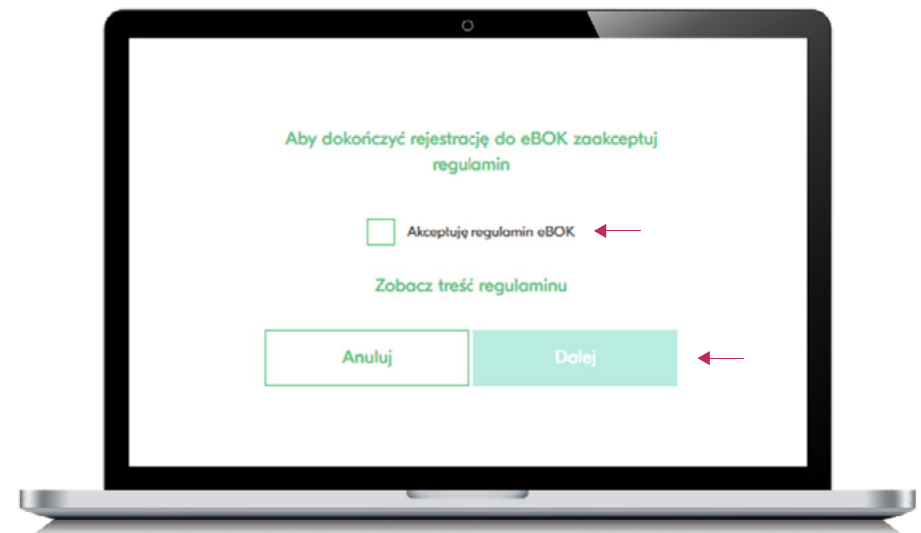 Aby dokończyć rejestrację do eBOK zaakceptuj
regulamin
Akceptuję regulamin eBOK
Zobacz treść regulaminu
Anuluj
Dalej